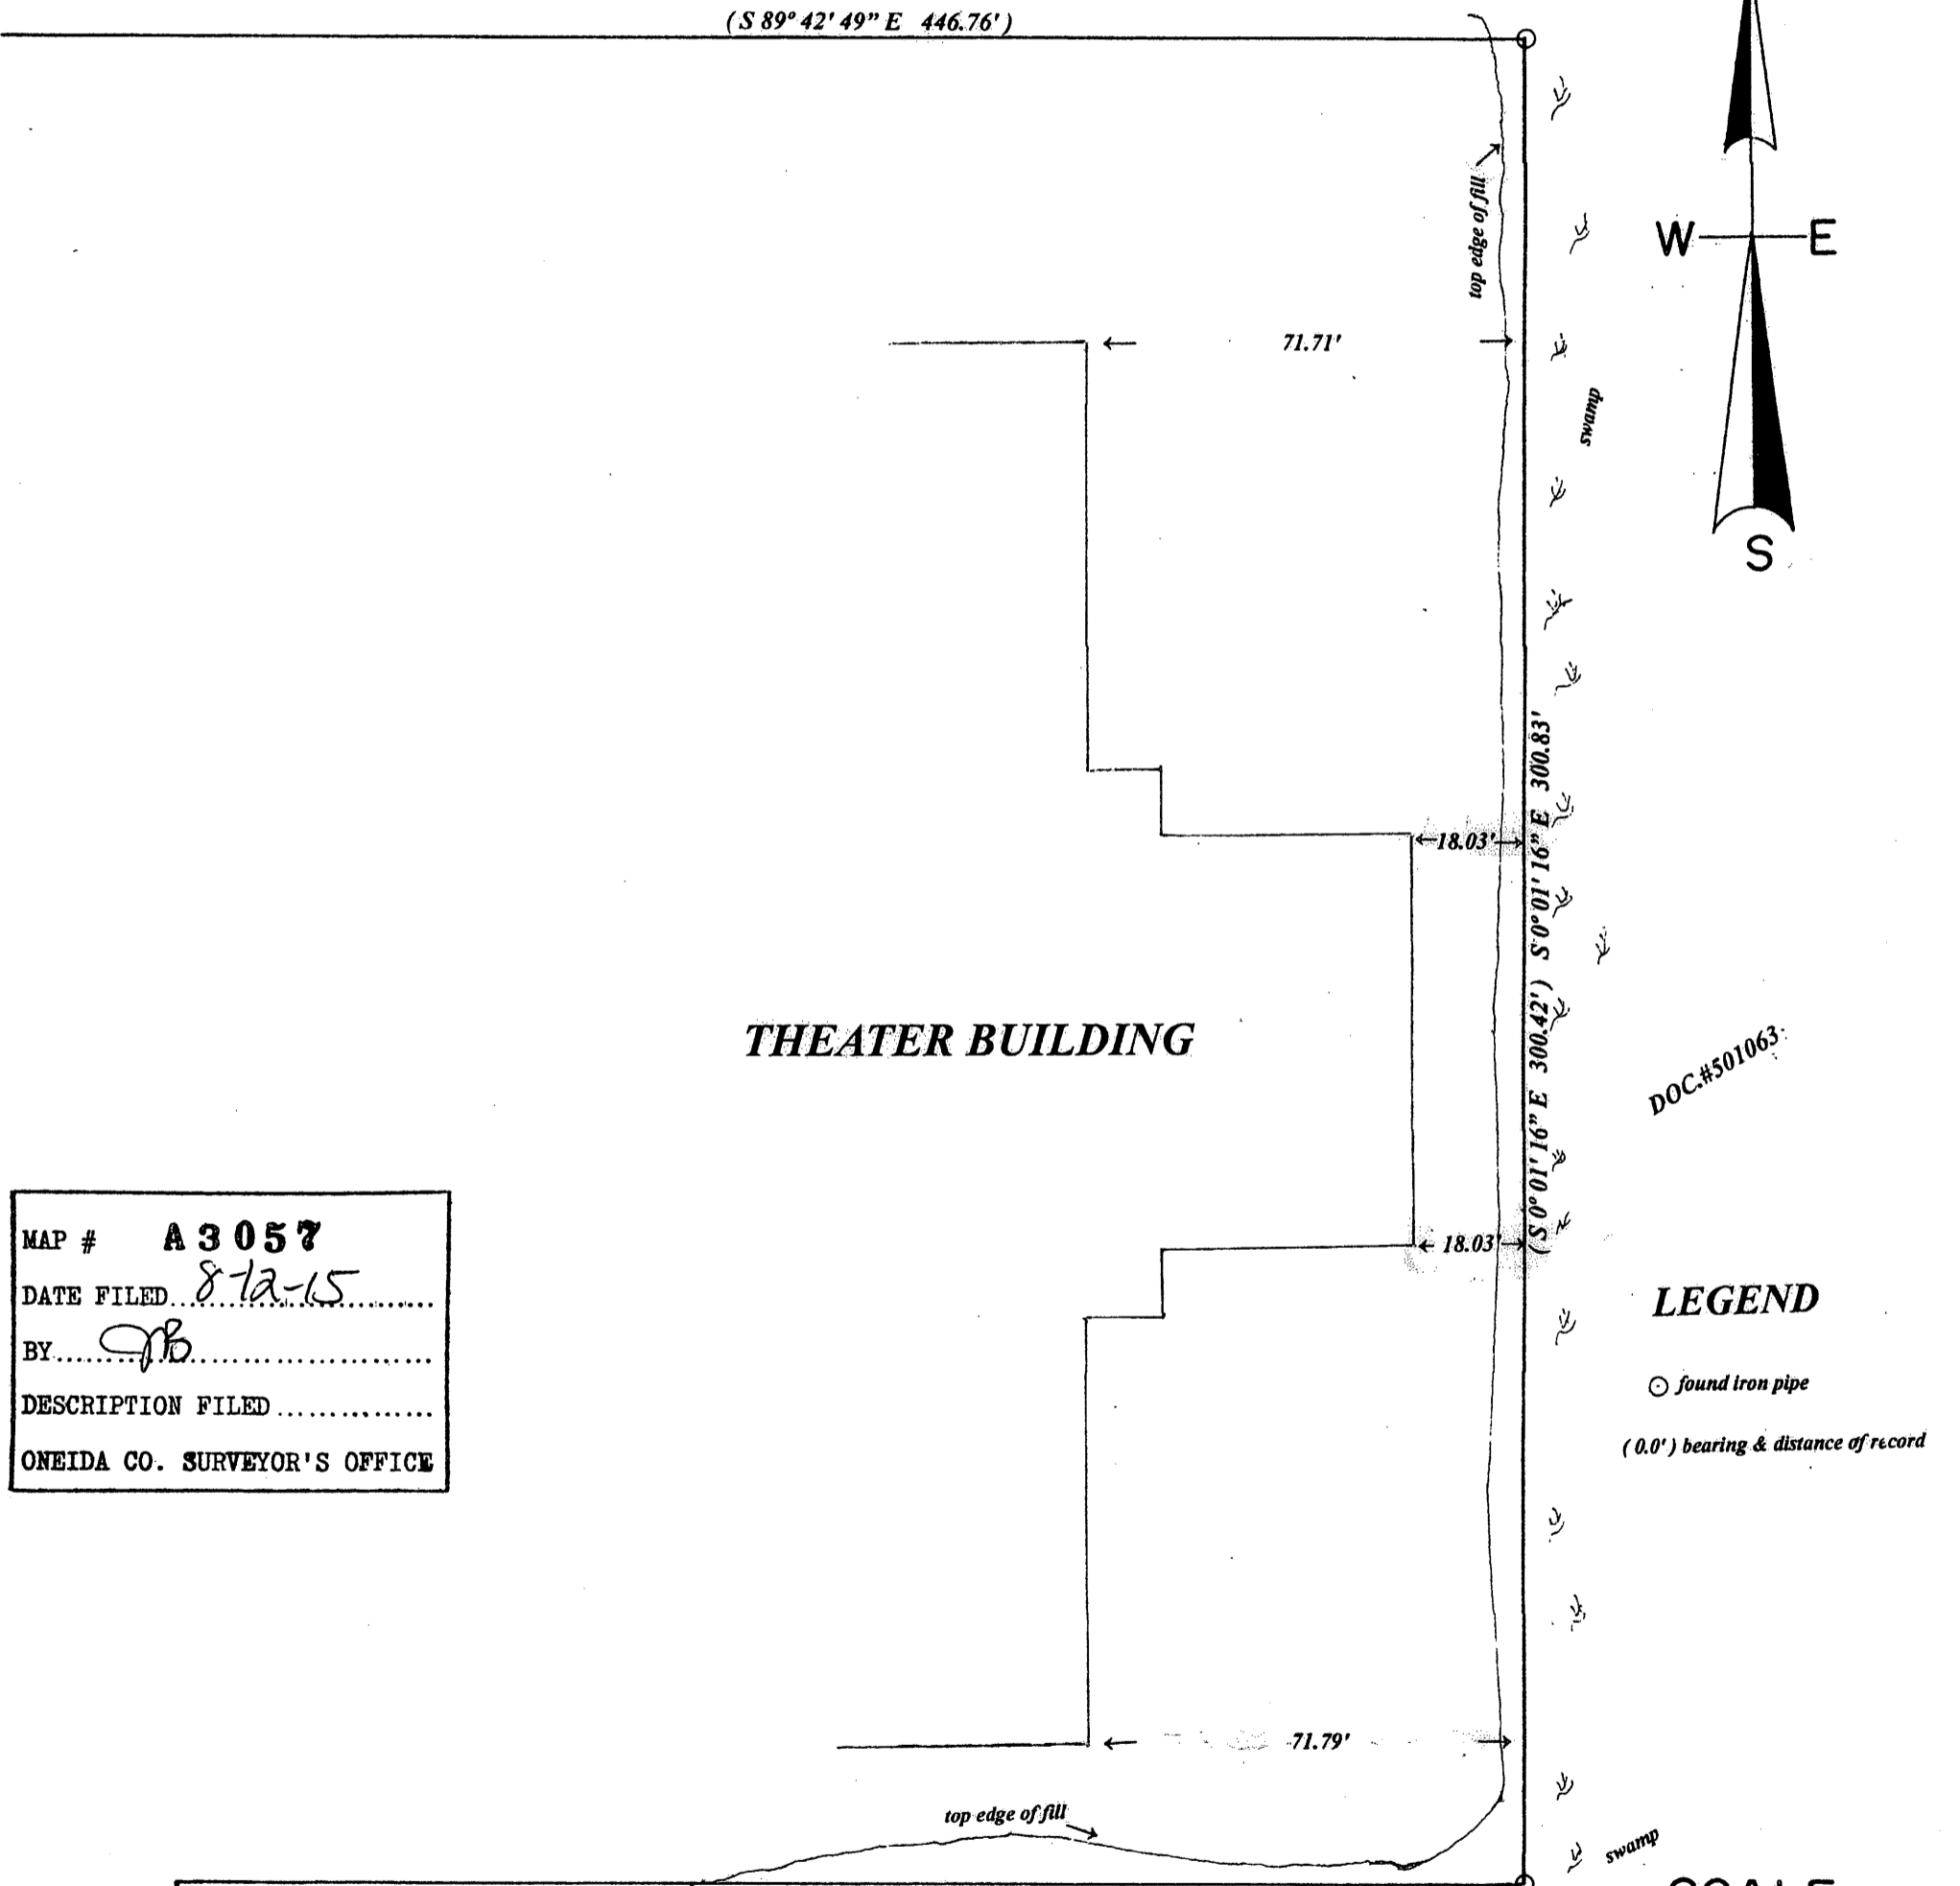 ( S 89° 42' 49" E 446.76' )
top edge of fill
W E
S
71.71'
swamp
18.03'
( S 0° 01' 16" E 300.42' ) S 0° 01' 16" E 300.83'
THEATER BUILDING
DOC.#501063
18.03'
MAP # A3057
DATE FILED 8-12-15
BY JB
DESCRIPTION FILED
ONEIDA CO. SURVEYOR'S OFFICE
LEGEND
found iron pipe
( 0.0' ) bearing & distance of record
71.79'
top edge of fill
swamp